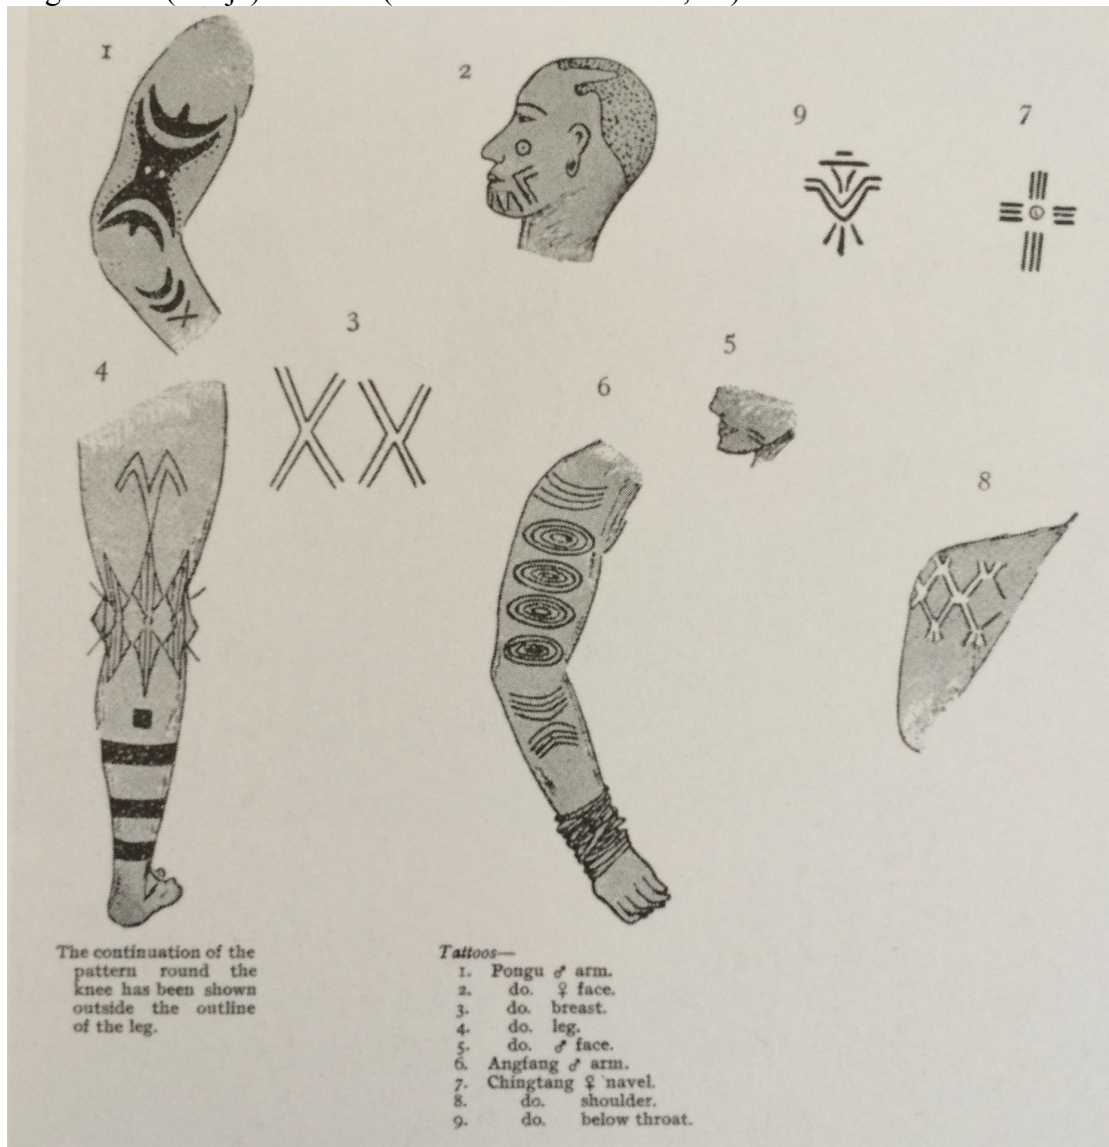 1
2
9
7
3
5
4
6
8
The continuation of the
pattern round the
knee has been shown
outside the outline
of the leg.
Tattoos—
1. Pongu ♂ arm.
2. do. ♀ face.
3. do. breast.
4. do. leg.
5. do. ♂ face.
6. Angfang ♂ arm.
7. Chingtang ♀ navel.
8. do. shoulder.
9. do. below throat.